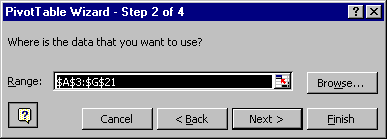 PivotTable Wizard - Step 2 of 4
Where is the data that you want to use?
Range: $A$3:$G$21 Browse...
Cancel < Back Next > Finish